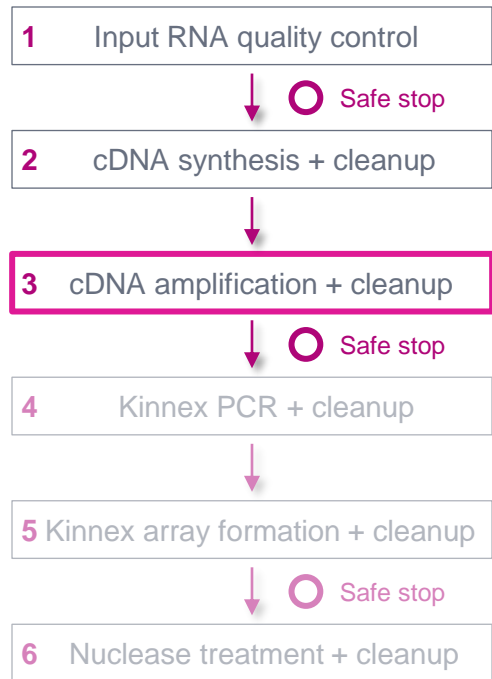 1 Input RNA quality control
Safe stop
2 cDNA synthesis + cleanup
3 cDNA amplification + cleanup
Safe stop
4 Kinnex PCR + cleanup
5 Kinnex array formation + cleanup
Safe stop
6 Nuclease treatment + cleanup